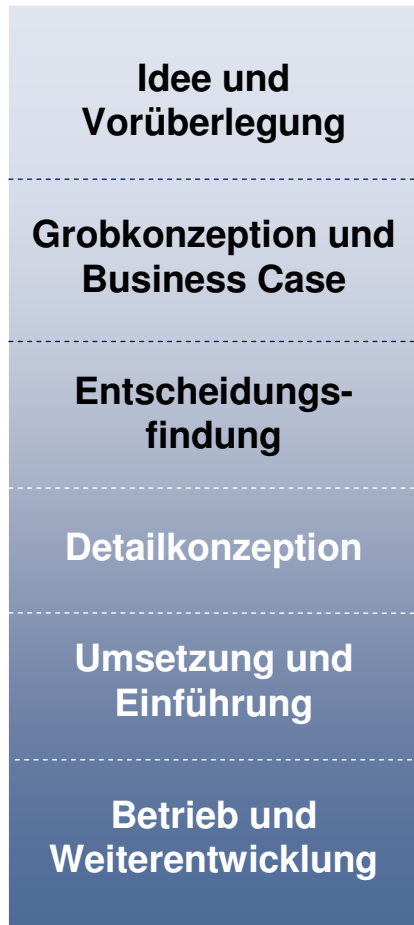 Idee und
Vorüberlegung
Grobkonzeption und
Business Case
Entscheidungs-
findung
Detailkonzeption
Umsetzung und
Einführung
Betrieb und
Weiterentwicklung